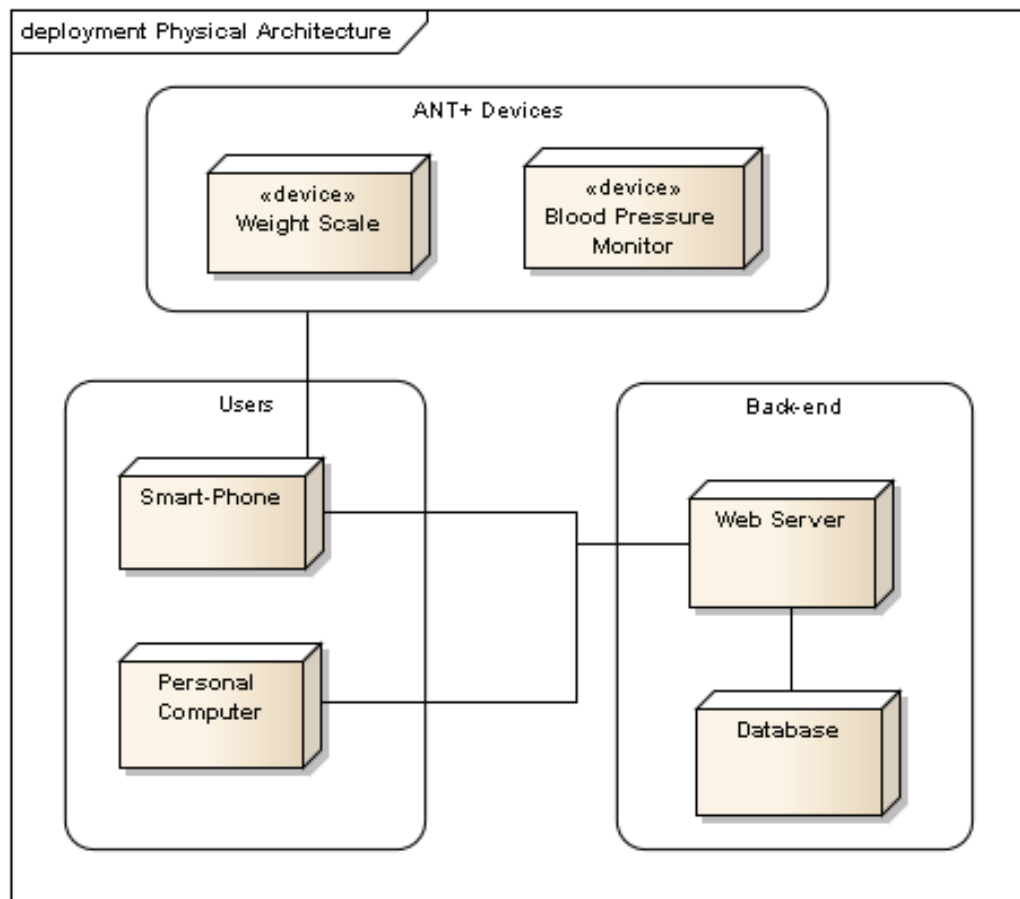 deployment Physical Architecture
ANT+ Devices
«device»
Weight Scale
«device»
Blood Pressure
Monitor
Users
Smart-Phone
Personal
Computer
Back-end
Web Server
Database